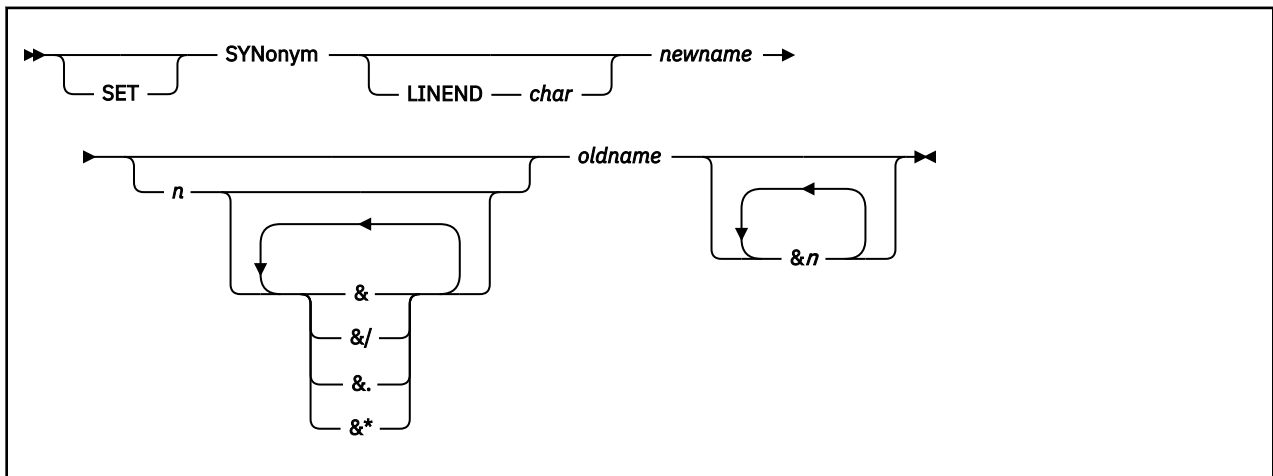 SYNonym newname
SET LINEND char
oldname
n
&n
&
&/
&.
&*